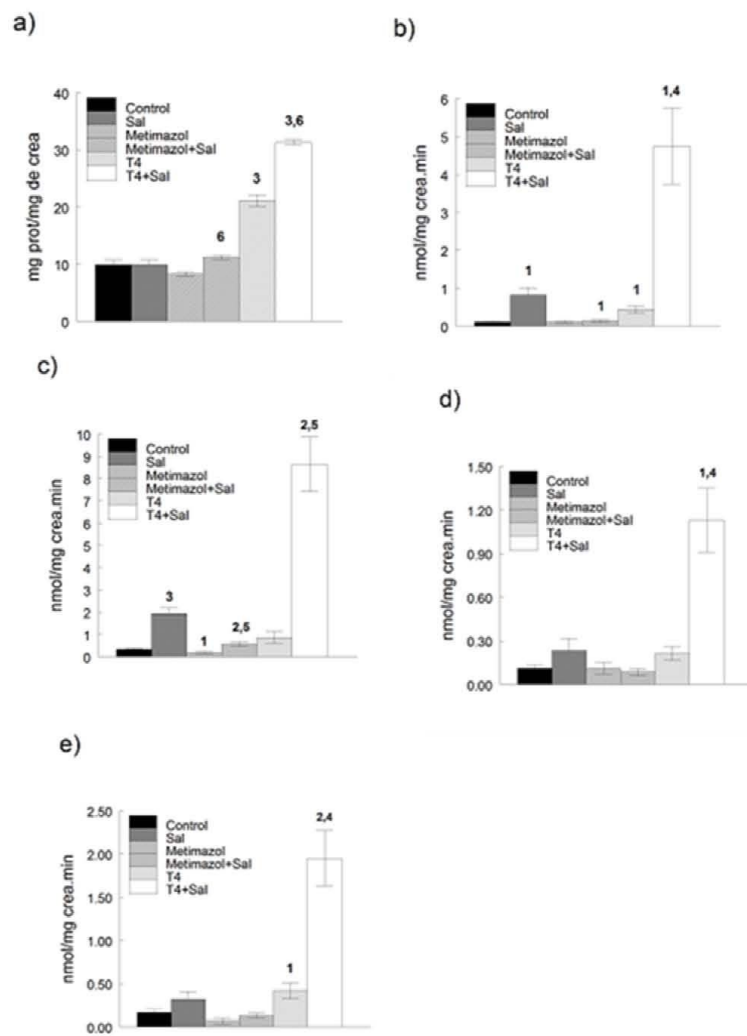 a)
mg prot/mg de crea
40
30
20
10
0
Control
Sal
Metimazol
Metimazol+Sal
T4
T4+Sal
6
3
3,6
b)
nmol/mg crea.min
6
5
4
3
2
1
0
Control
Sal
Metimazol
Metimazol+Sal
T4
T4+Sal
1
1
1
1,4
c)
nmol/mg crea.min
10
9
8
7
6
5
4
3
2
1
0
Control
Sal
Metimazol
Metimazol+Sal
T4
T4+Sal
3
1
2,5
2,5
d)
nmol/mg crea.min
1.50
1.20
0.90
0.60
0.30
0.00
Control
Sal
Metimazol
Metimazol+Sal
T4
T4+Sal
1,4
e)
nmol/mg crea.min
2.50
2.00
1.50
1.00
0.50
0.00
Control
Sal
Metimazol
Metimazol+Sal
T4
T4+Sal
1
2,4